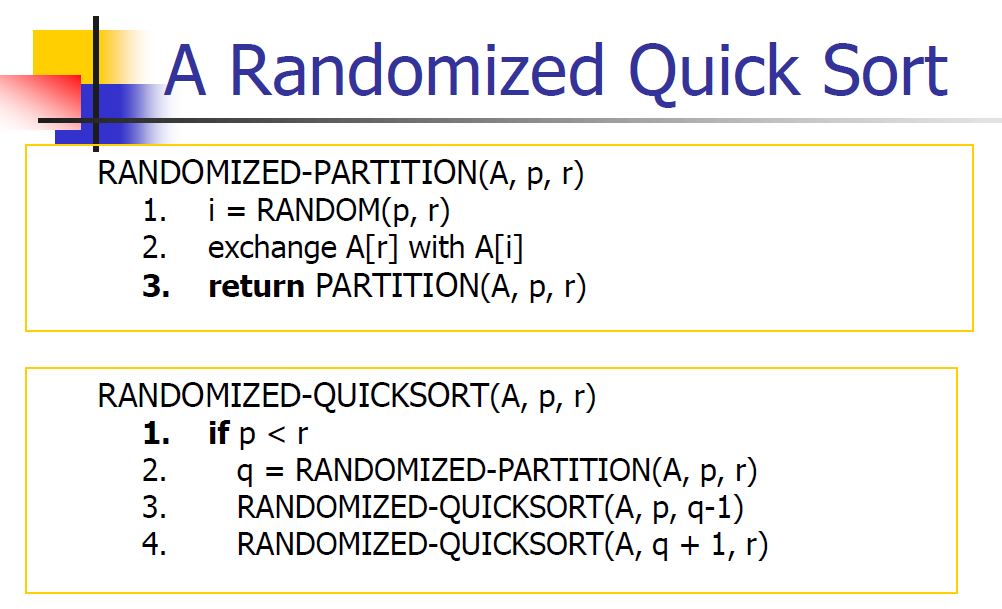 A Randomized Quick Sort
RANDOMIZED-PARTITION(A, p, r)
1. i = RANDOM(p, r)
2. exchange A[r] with A[i]
3. return PARTITION(A, p, r)
RANDOMIZED-QUICKSORT(A, p, r)
1. if p < r
2. q = RANDOMIZED-PARTITION(A, p, r)
3. RANDOMIZED-QUICKSORT(A, p, q-1)
4. RANDOMIZED-QUICKSORT(A, q + 1, r)